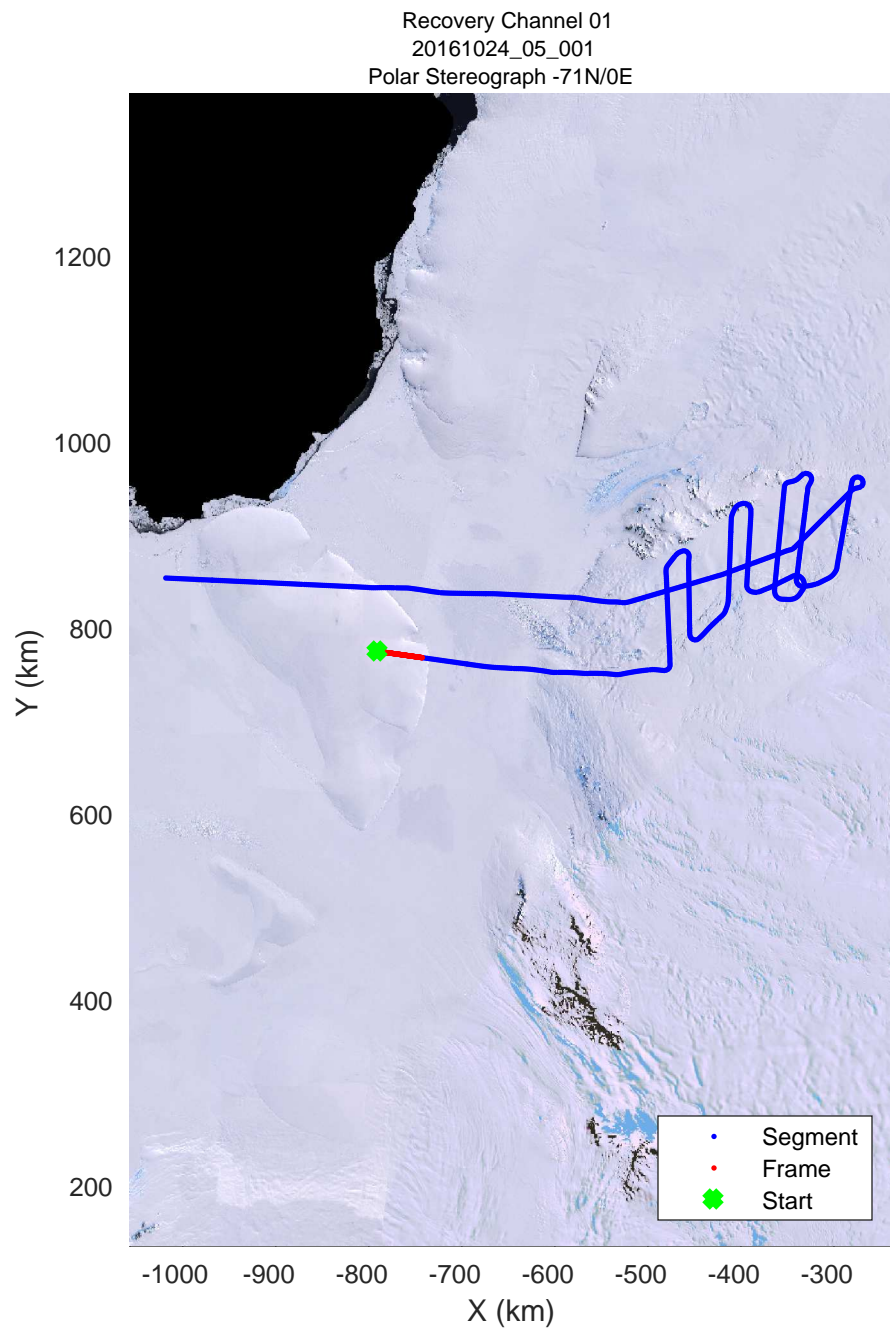 Recovery Channel 01
20161024_05_001
Polar Stereograph -71N/0E
1200
1000
800
600
400
200
Y (km)
-1000
-900
-800
-700
-600
-500
-400
-300
X (km)
Segment
Frame
Start